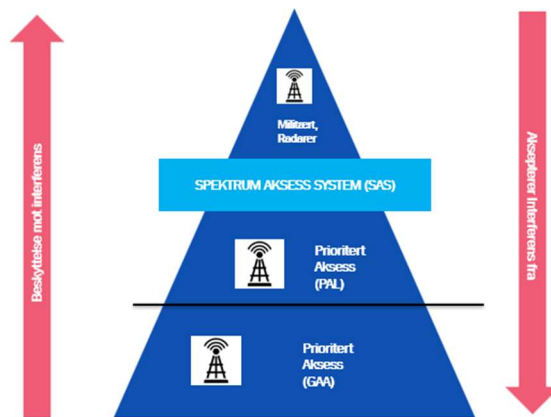 Beskyttelse mot interferens
Militært,
Radarer
SPEKTRUM AKSESS SYSTEM (SAS)
Prioritert
Aksess
(PAL)
Prioritert
Aksess
(GAA)
Aksepterer Interferens fra